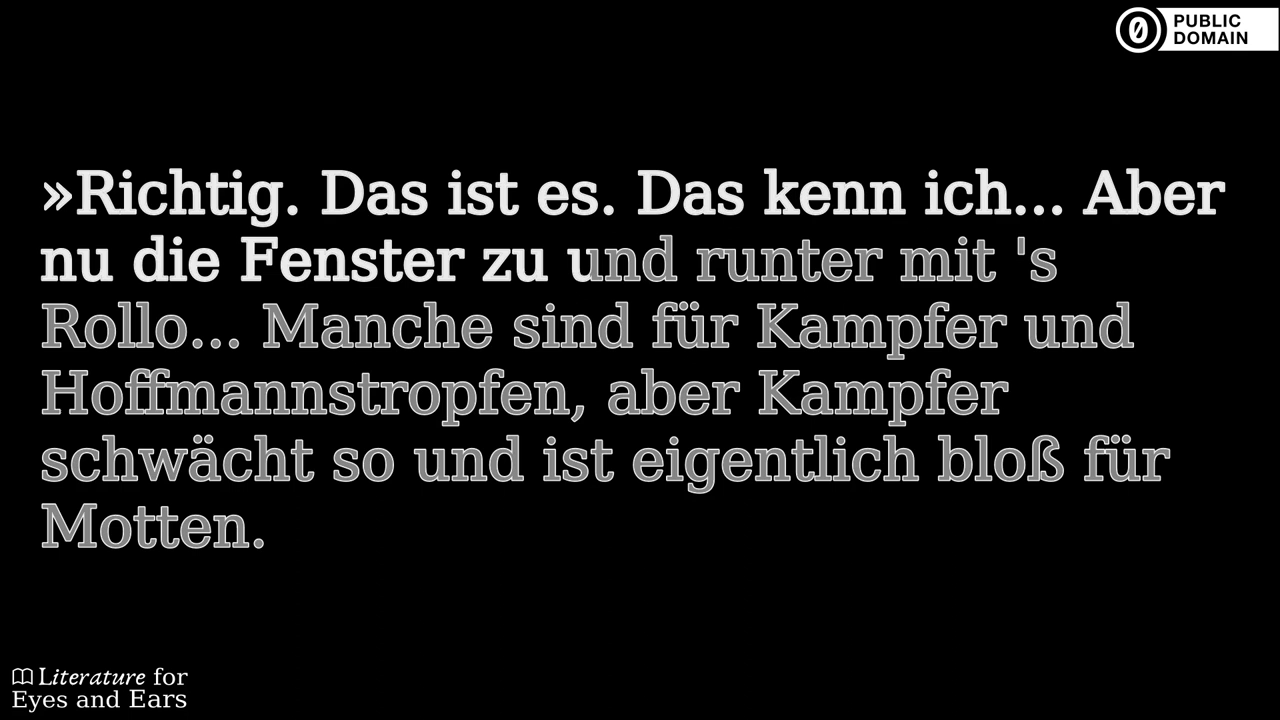 PUBLIC
DOMAIN
»Richtig. Das ist es. Das kenn ich... Aber
nu die Fenster zu und runter mit 's
Rollo... Manche sind für Kampfer und
Hoffmannstropfen, aber Kampfer
schwächt so und ist eigentlich bloß für
Motten.
Literature for
Eyes and Ears